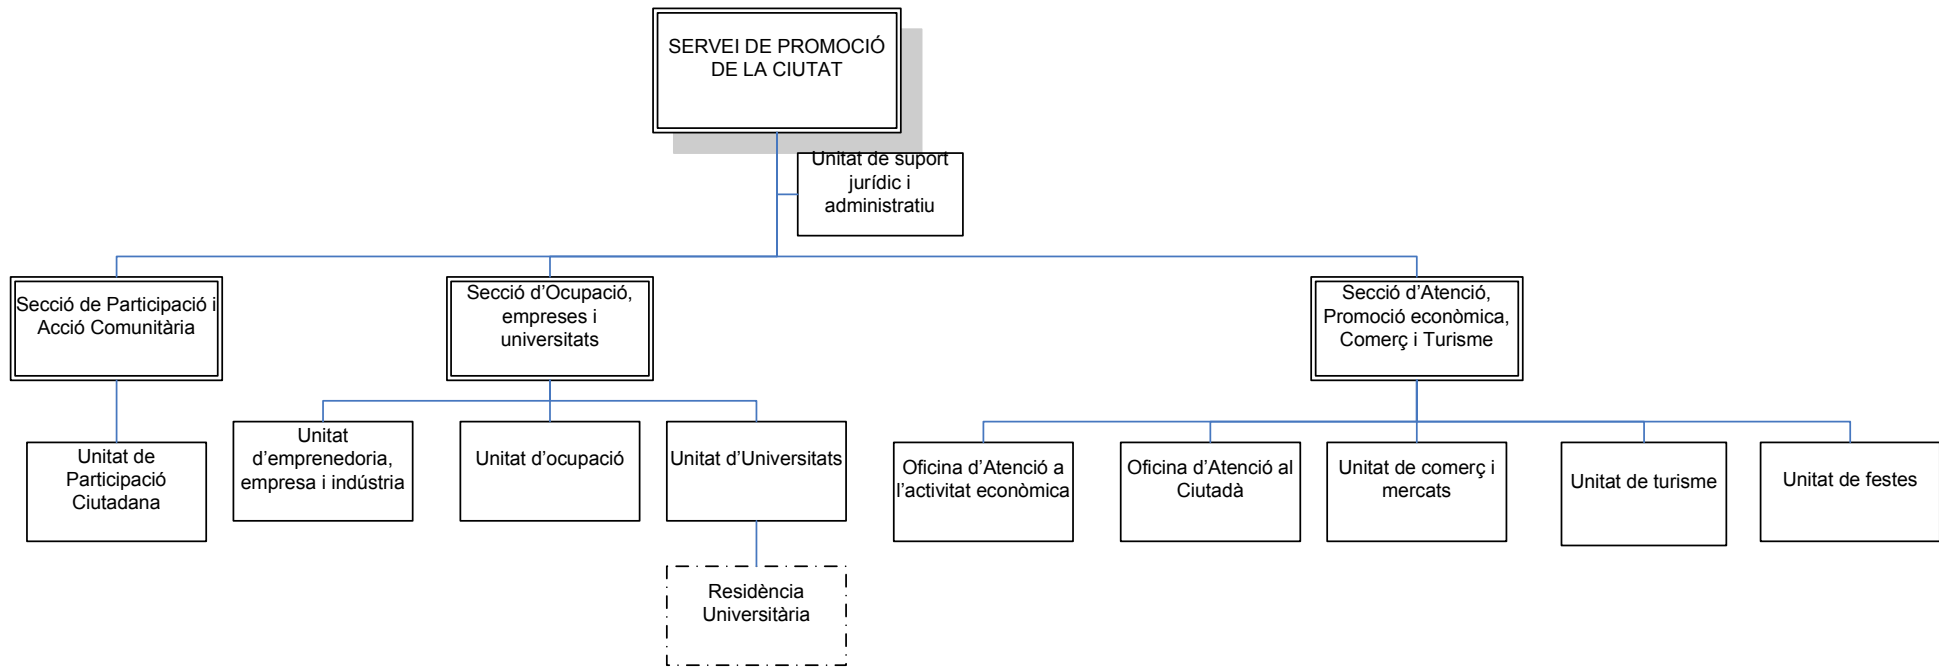 SERVEI DE PROMOCIÓ
DE LA CIUTAT
Unitat de suport
jurídic i
administratiu
Secció de Participació i
Acció Comunitària
Secció d’Ocupació,
empreses i
universitats
Secció d’Atenció,
Promoció econòmica,
Comerç i Turisme
Unitat de
Participació
Ciutadana
Unitat
d’emprenedoria,
empresa i indústria
Unitat d’ocupació
Unitat d’Universitats
Oficina d’Atenció a
l’activitat econòmica
Oficina d’Atenció al
Ciutadà
Unitat de comerç i
mercats
Unitat de turisme
Unitat de festes
Residència
Universitària